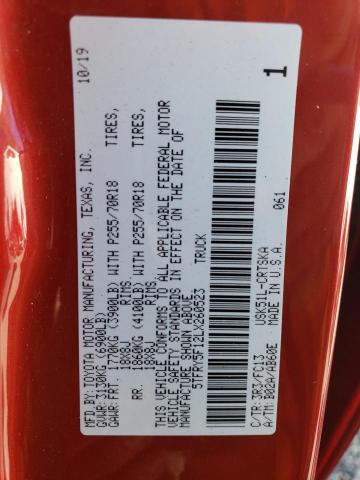 MFD. BY: TOYOTA MOTOR MANUFACTURING, TEXAS, INC. 10/19
GVWR: 3130KG (6900LB)
GAWR: FRT. 1770KG (3900LB) WITH P255/70R18 TIRES,
18X8J RIMS
RR. 1860KG (4100LB) WITH P255/70R18 TIRES,
18X8J RIMS
THIS VEHICLE CONFORMS TO ALL APPLICABLE FEDERAL MOTOR
VEHICLE SAFETY STANDARDS IN EFFECT ON THE DATE OF
MANUFACTURE SHOWN ABOVE.
5TFRY5F12LX260523 TRUCK
C/TR: 3R3/FC13 USK51L-CRTSKA 061
A/TM: B02A/AB60E MADE IN U.S.A. 1